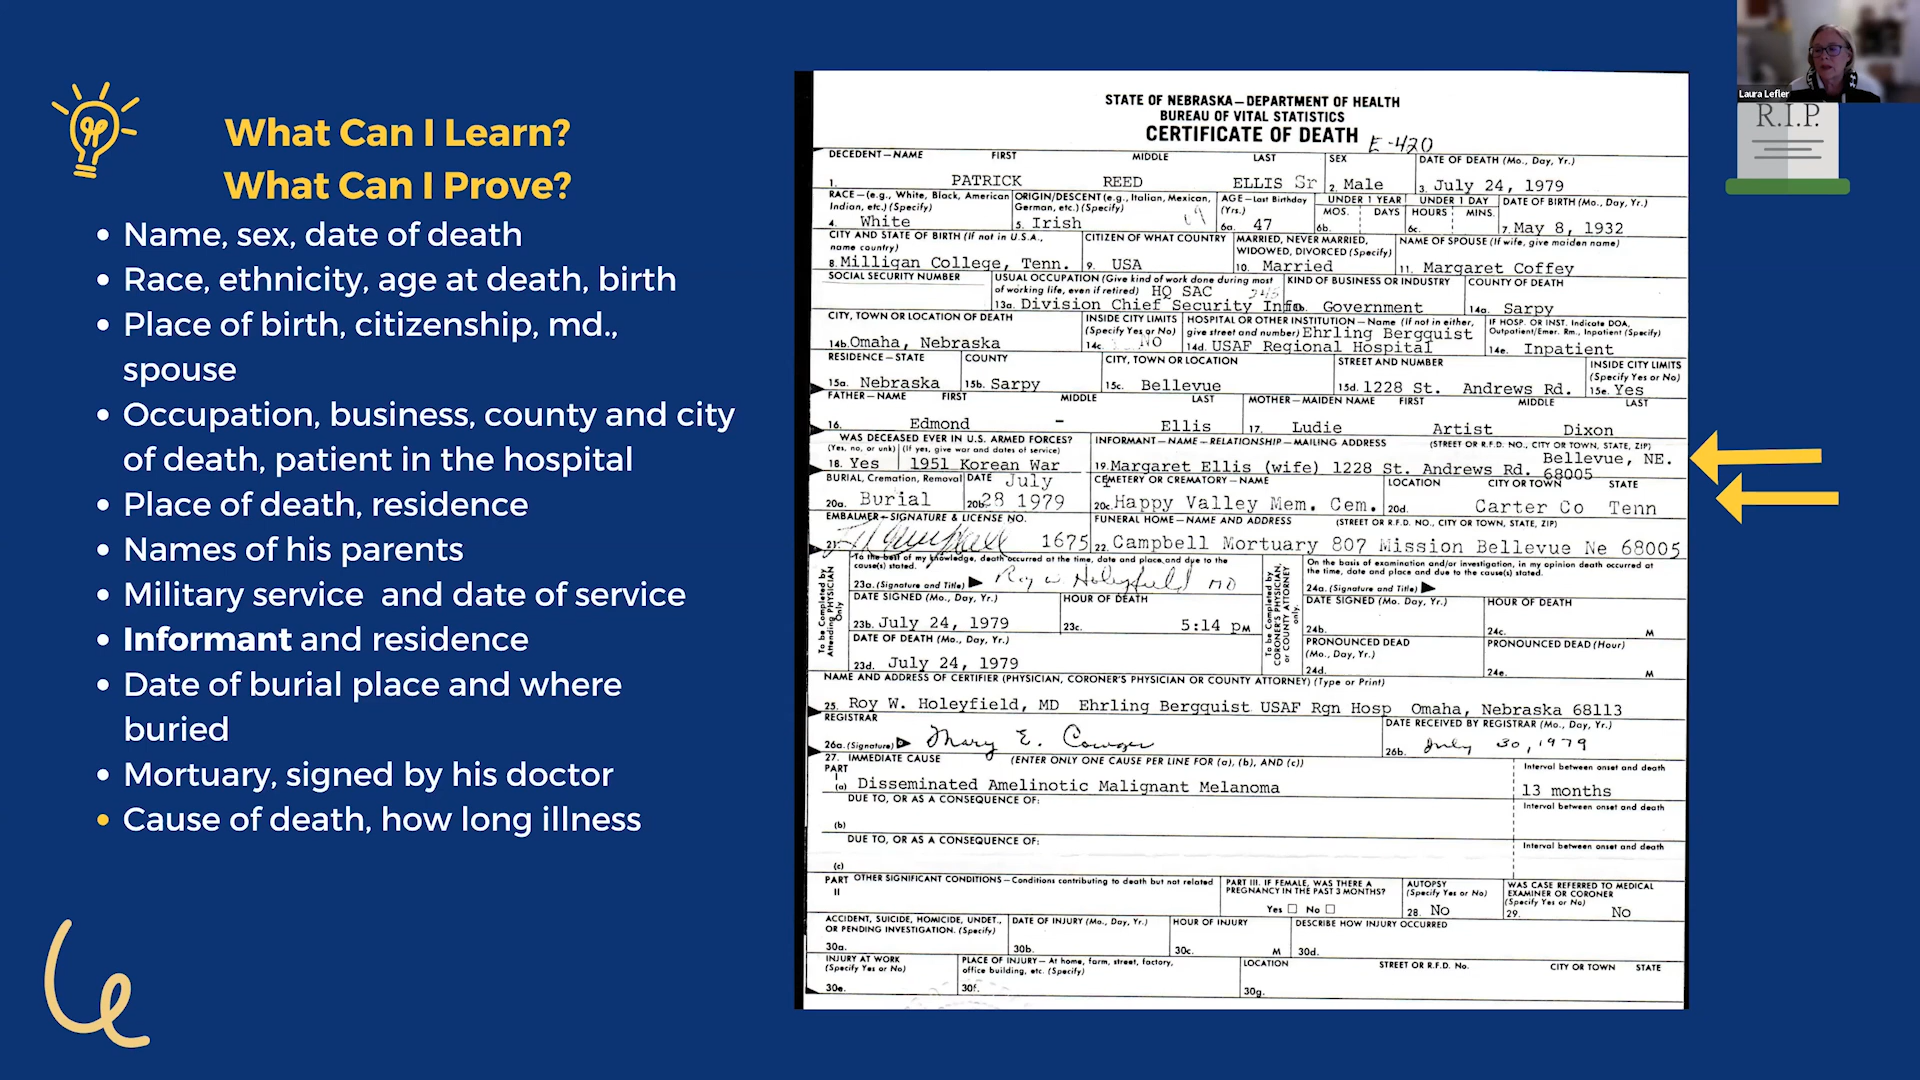 What Can I Learn?
What Can I Prove?
Name, sex, date of death
Race, ethnicity, age at death, birth
Place of birth, citizenship, md.,
spouse
Occupation, business, county and city
of death, patient in the hospital
Place of death, residence
Names of his parents
Military service and date of service
Informant and residence
Date of burial place and where
buried
Mortuary, signed by his doctor
Cause of death, how long illness
STATE OF NEBRASKA—DEPARTMENT OF HEALTH
BUREAU OF VITAL STATISTICS
CERTIFICATE OF DEATH E-420
DECEDENT—NAME FIRST MIDDLE LAST SEX DATE OF DEATH (Mo., Day, Yr.)
1. PATRICK REED ELLIS Sr 2. Male 3. July 24, 1979
RACE—(e.g., White, Black, American ORIGIN/DESCENT (e.g., Italian, Mexican, AGE—Last Birthday UNDER 1 YEAR UNDER 1 DAY DATE OF BIRTH (Mo., Day, Yr.)
Indian, etc.) (Specify) German, etc.) (Specify) (Yrs.) MOS. DAYS HOURS MINS.
4. White 5. Irish 6a. 47 6b. 6c. 7. May 8, 1932
CITY AND STATE OF BIRTH (If not in U.S.A., CITIZEN OF WHAT COUNTRY MARRIED, NEVER MARRIED, NAME OF SPOUSE (If wife, give maiden name)
name country) WIDOWED, DIVORCED (Specify)
8. Milligan College, Tenn. 9. USA 10. Married 11. Margaret Coffey
SOCIAL SECURITY NUMBER USUAL OCCUPATION (Give kind of work done during most KIND OF BUSINESS OR INDUSTRY COUNTY OF DEATH
of working life, even if retired) HQ SAC
13a. Division Chief Security Info. Government 14a. Sarpy
CITY, TOWN OR LOCATION OF DEATH INSIDE CITY LIMITS HOSPITAL OR OTHER INSTITUTION—Name (If not in either, IF HOSP. OR INST. Indicate DOA,
(Specify Yes or No) give street and number) Ehrling Bergquist Outpatient/Emer. Rm., Inpatient (Specify)
14b. Omaha, Nebraska 14c. NO 14d. USAF Regional Hospital 14e. Inpatient
RESIDENCE—STATE COUNTY CITY, TOWN OR LOCATION STREET AND NUMBER INSIDE CITY LIMITS
(Specify Yes or No)
15a. Nebraska 15b. Sarpy 15c. Bellevue 15d. 1228 St. Andrews Rd. 15e. Yes
FATHER—NAME FIRST MIDDLE LAST MOTHER—MAIDEN NAME FIRST MIDDLE LAST
16. Edmond – Ellis 17. Ludie Artist Dixon
WAS DECEASED EVER IN U.S. ARMED FORCES? INFORMANT—NAME—RELATIONSHIP—MAILING ADDRESS (STREET OR R.F.D. NO., CITY OR TOWN, STATE, ZIP)
(Yes, no, or unk) (If yes, give war and dates of service) Bellevue, NE.
18. Yes 1951 Korean War 19. Margaret Ellis (wife) 1228 St. Andrews Rd. 68005
BURIAL, Cremation, Removal DATE July CEMETERY OR CREMATORY—NAME LOCATION CITY OR TOWN STATE
20a. Burial 20b. 28 1979 20c. Happy Valley Mem. Cem. 20d. Carter Co Tenn
EMBALMER—SIGNATURE & LICENSE NO. FUNERAL HOME—NAME AND ADDRESS (STREET OR R.F.D. NO., CITY OR TOWN, STATE, ZIP)
21. 1675 22. Campbell Mortuary 807 Mission Bellevue Ne 68005
To be Completed by Attending PHYSICIAN Only
To the best of my knowledge, death occurred at the time, date and place and due to the
cause(s) stated.
23a. (Signature and Title) Roy W Holeyfield MD
DATE SIGNED (Mo., Day, Yr.) HOUR OF DEATH
23b. July 24, 1979 23c. 5:14 PM
DATE OF DEATH (Mo., Day, Yr.)
23d. July 24, 1979
To be Completed by CORONER'S PHYSICIAN, or COUNTY ATTORNEY only.
On the basis of examination and/or investigation, in my opinion death occurred at
the time, date and place and due to the cause(s) stated.
24a. (Signature and Title)
DATE SIGNED (Mo., Day, Yr.) HOUR OF DEATH
24b. 24c. M
PRONOUNCED DEAD PRONOUNCED DEAD (Hour)
(Mo., Day, Yr.)
24d. 24e. M
NAME AND ADDRESS OF CERTIFIER (PHYSICIAN, CORONER'S PHYSICIAN OR COUNTY ATTORNEY) (Type or Print)
25. Roy W. Holeyfield, MD Ehrling Bergquist USAF Rgn Hosp Omaha, Nebraska 68113
REGISTRAR DATE RECEIVED BY REGISTRAR (Mo., Day, Yr.)
26a. (Signature) Mary E. 26b. July 30, 1979
27. IMMEDIATE CAUSE (ENTER ONLY ONE CAUSE PER LINE FOR (a), (b), AND (c)) Interval between onset and death
PART
I
(a) Disseminated Amelinotic Malignant Melanoma 13 months
DUE TO, OR AS A CONSEQUENCE OF: Interval between onset and death
(b)
DUE TO, OR AS A CONSEQUENCE OF: Interval between onset and death
(c)
PART OTHER SIGNIFICANT CONDITIONS—Conditions contributing to death but not related PART III. IF FEMALE, WAS THERE A AUTOPSY WAS CASE REFERRED TO MEDICAL
II PREGNANCY IN THE PAST 3 MONTHS? (Specify Yes or No) EXAMINER OR CORONER
(Specify Yes or No)
Yes No 28. No 29. No
ACCIDENT, SUICIDE, HOMICIDE, UNDET., DATE OF INJURY (Mo., Day, Yr.) HOUR OF INJURY DESCRIBE HOW INJURY OCCURRED
OR PENDING INVESTIGATION. (Specify)
30a. 30b. 30c. M 30d.
INJURY AT WORK PLACE OF INJURY—At home, farm, street, factory, LOCATION STREET OR R.F.D. No. CITY OR TOWN STATE
(Specify Yes or No) office building, etc. (Specify)
30e. 30f. 30g.
Laura Lefler
R.I.P.